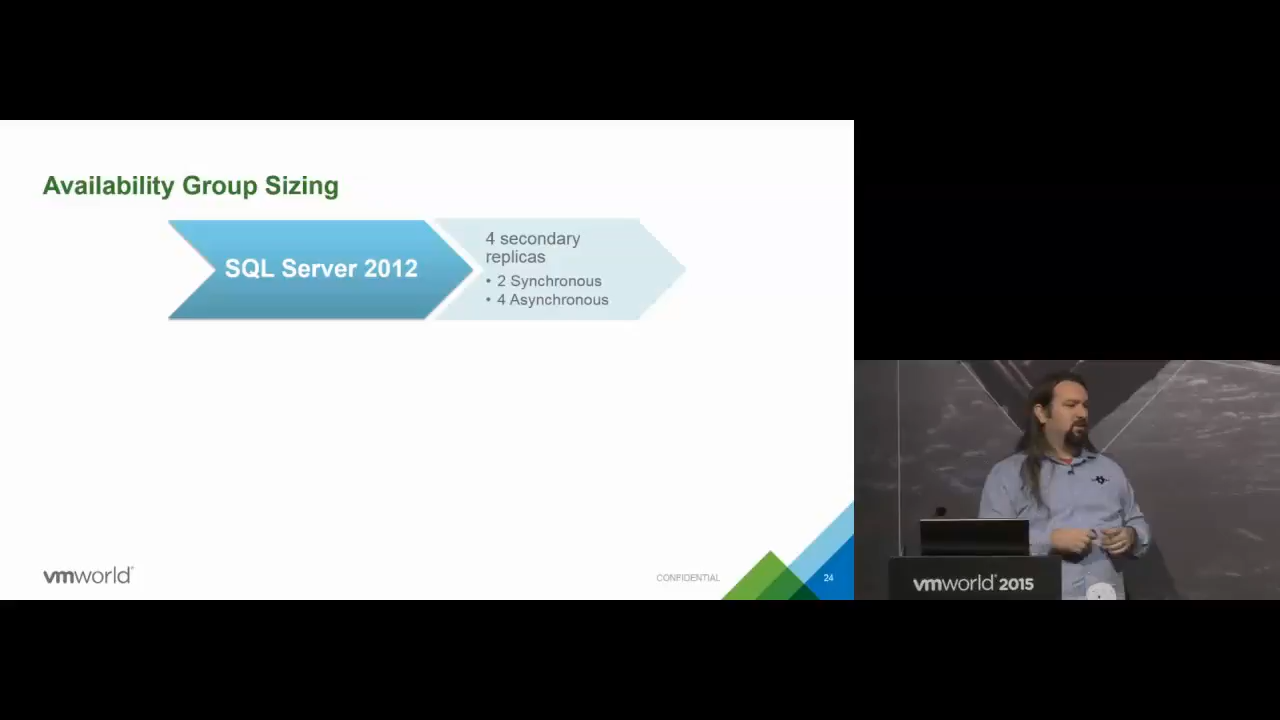 Availability Group Sizing
SQL Server 2012
4 secondary
replicas
• 2 Synchronous
• 4 Asynchronous
vmworld®
CONFIDENTIAL
24
vmworld® 2015